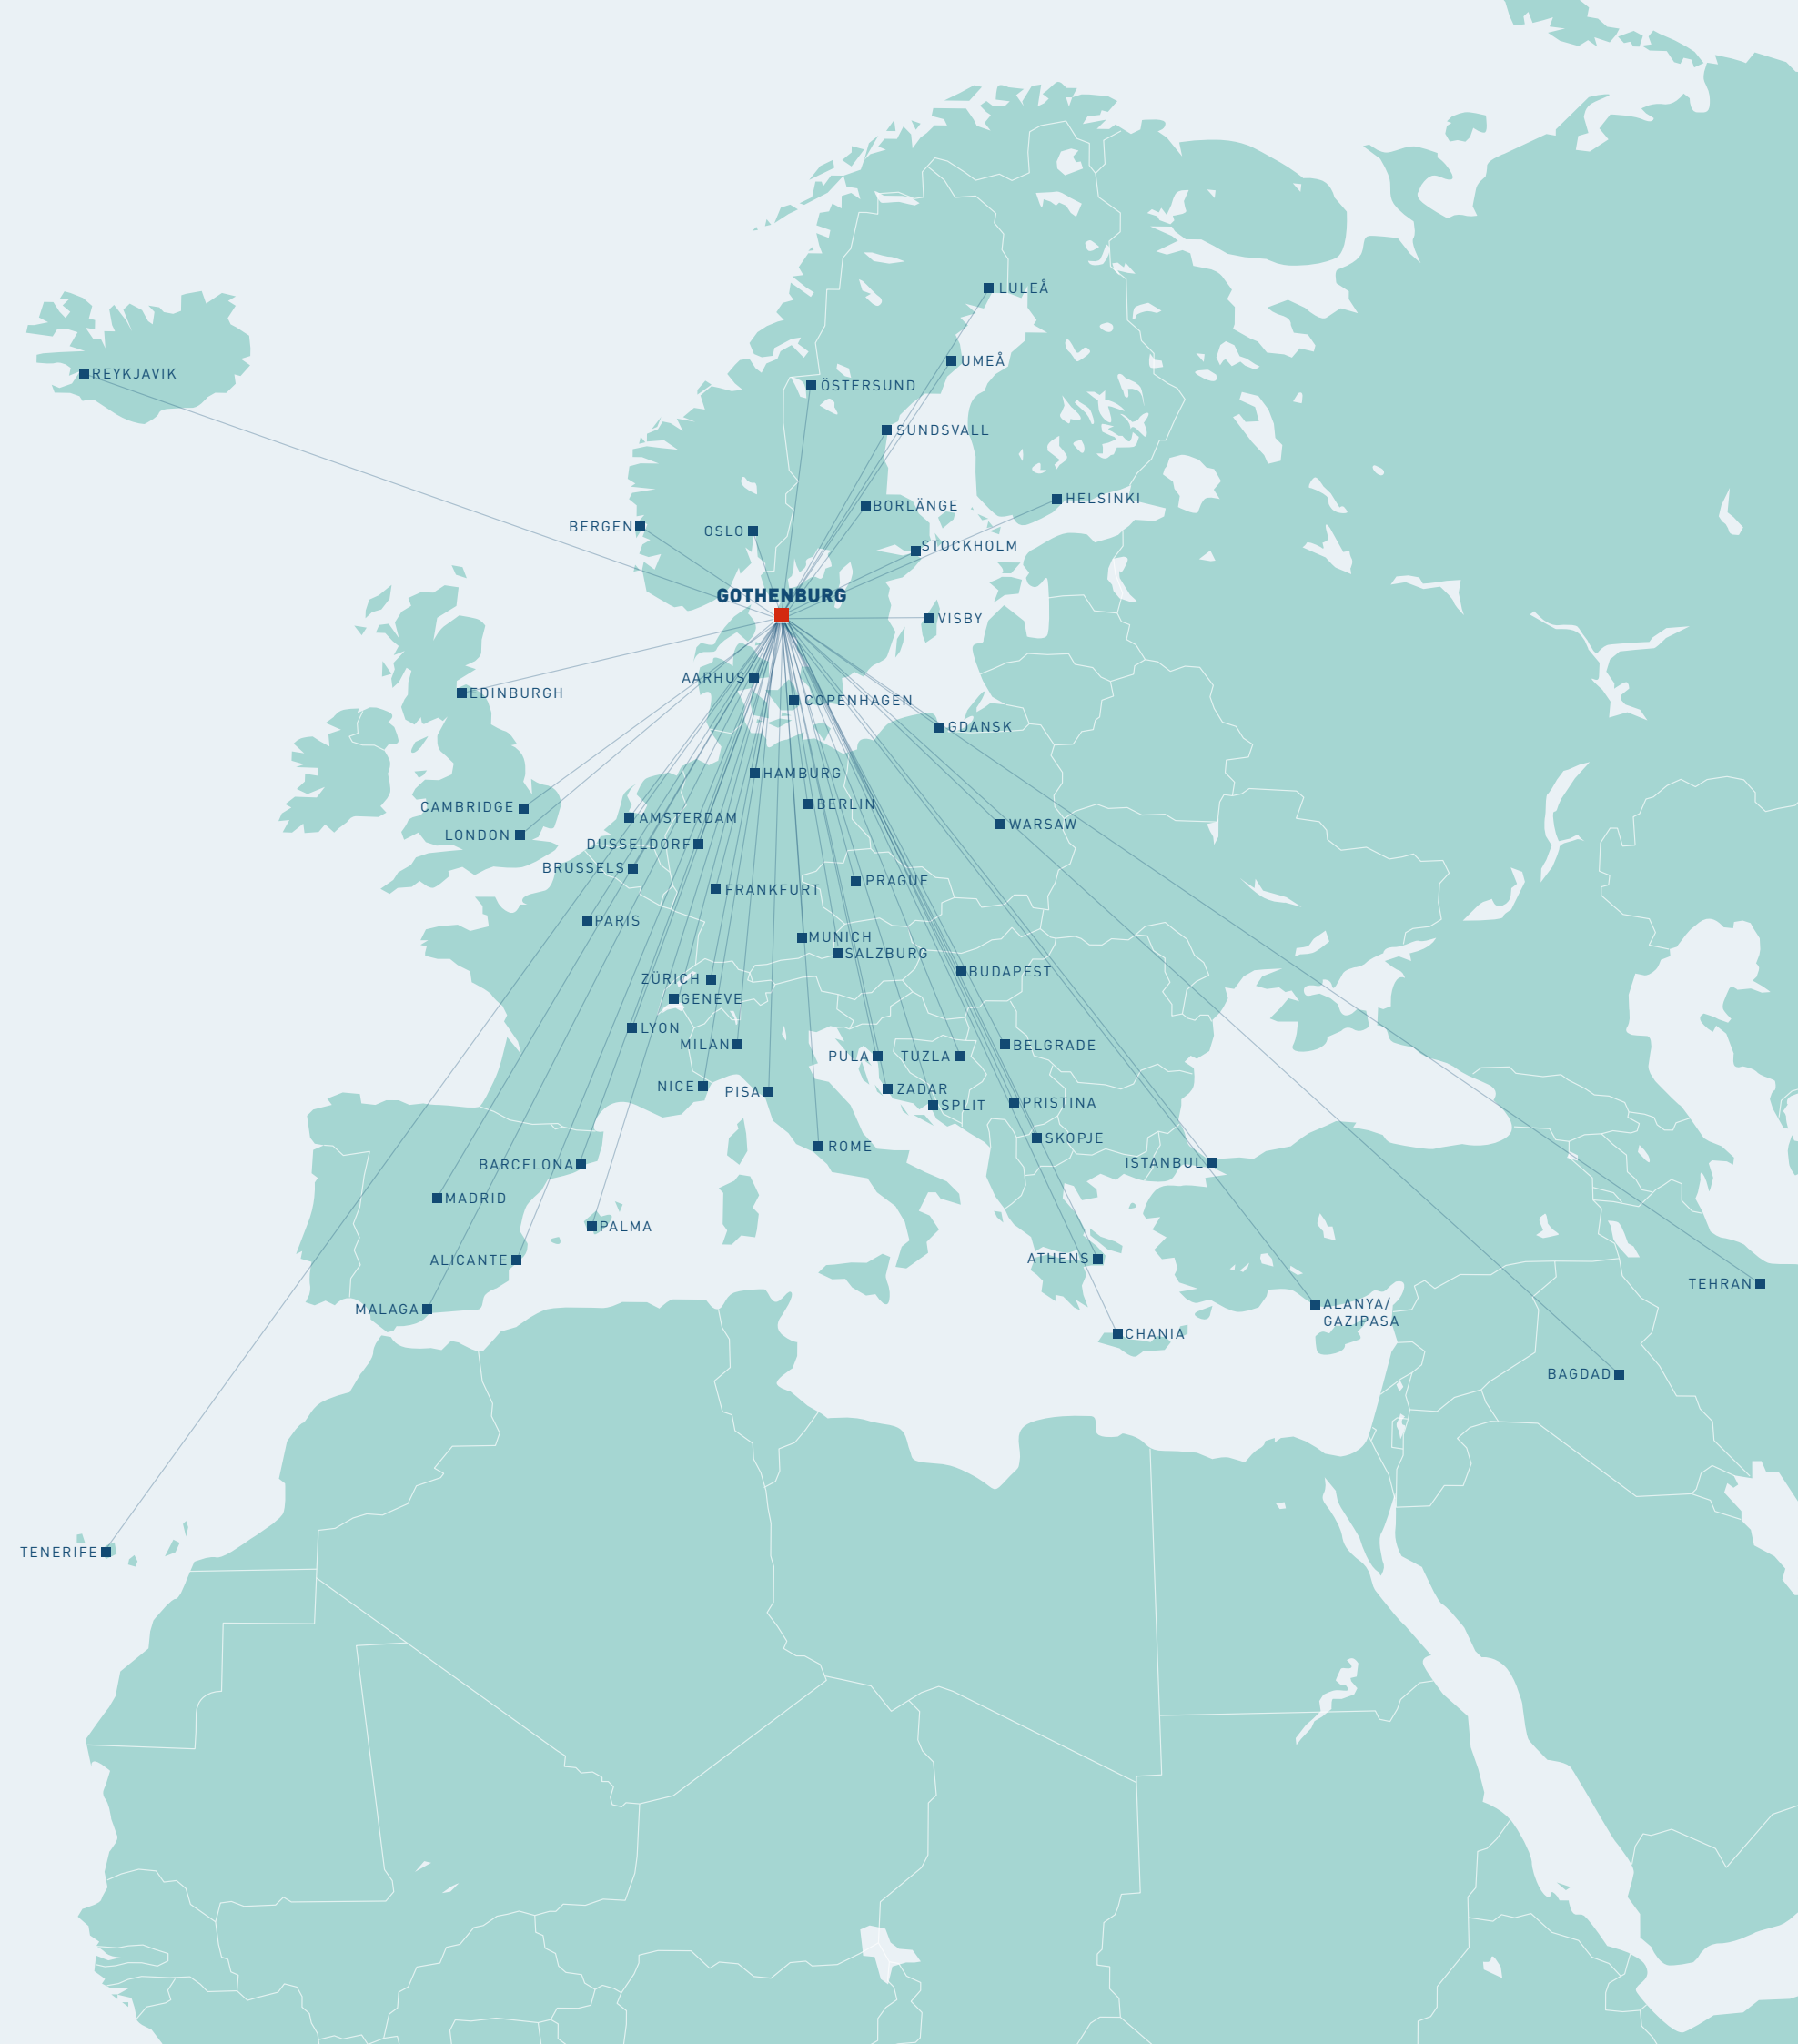 LULEÅ
UMEÅ
REYKJAVIK
ÖSTERSUND
SUNDSVALL
HELSINKI
BORLÄNGE
BERGEN
OSLO
STOCKHOLM
GOTHENBURG
VISBY
AARHUS
EDINBURGH
COPENHAGEN
GDANSK
HAMBURG
BERLIN
CAMBRIDGE
AMSTERDAM
WARSAW
LONDON
DUSSELDORF
BRUSSELS
PRAGUE
FRANKFURT
PARIS
MUNICH
SALZBURG
BUDAPEST
ZÜRICH
GENEVE
LYON
MILAN
BELGRADE
PULA
TUZLA
NICE
PISA
ZADAR
SPLIT
PRISTINA
SKOPJE
ROME
ISTANBUL
BARCELONA
MADRID
PALMA
ATHENS
ALICANTE
TEHRAN
ALANYA/
GAZIPASA
MALAGA
CHANIA
BAGDAD
TENERIFE